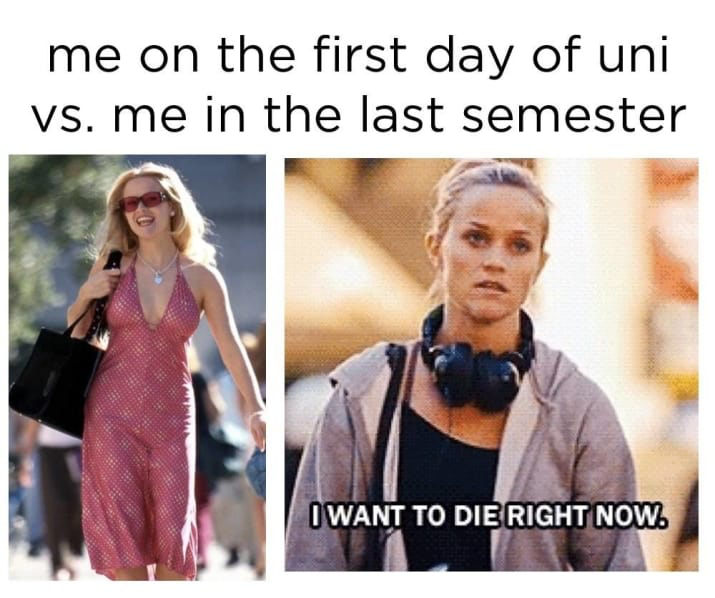 me on the first day of uni
vs. me in the last semester
I WANT TO DIE RIGHT NOW.